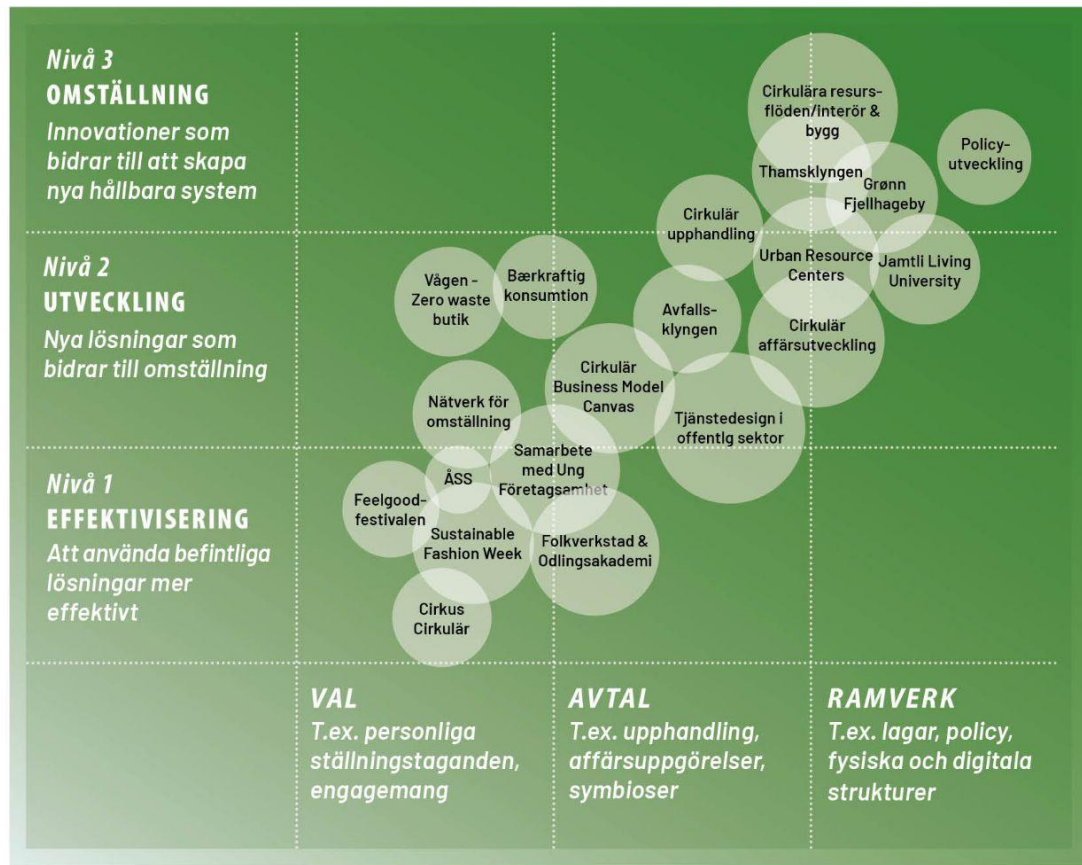 Nivå 3
OMSTÄLLNING
Innovationer som
bidrar till att skapa
nya hållbara system
Cirkulära resurs-
flöden/interör &
bygg
Thamsklyngen
Policy-
utveckling
Grønn
Fjellhageby
Cirkulär
upphandling
Nivå 2
UTVECKLING
Nya lösningar som
bidrar till omställning
Vågen -
Zero waste
butik
Bærkraftig
konsumtion
Urban Resource
Centers
Jamtli Living
University
Avfalls-
klyngen
Cirkulär
affärsutveckling
Cirkulär
Business Model
Canvas
Nätverk för
omställning
Tjänstedesign i
offentlg sektor
Nivå 1
EFFEKTIVISERING
Att använda befintliga
lösningar mer
effektivt
Samarbete
med Ung
Företagsamhet
ÅSS
Feelgood-
festivalen
Sustainable
Fashion Week
Folkverkstad &
Odlingsakademi
Cirkus
Cirkulär
VAL
T.ex. personliga
ställningstaganden,
engagemang
AVTAL
T.ex. upphandling,
affärsuppgörelser,
symbioser
RAMVERK
T.ex. lagar, policy,
fysiska och digitala
strukturer